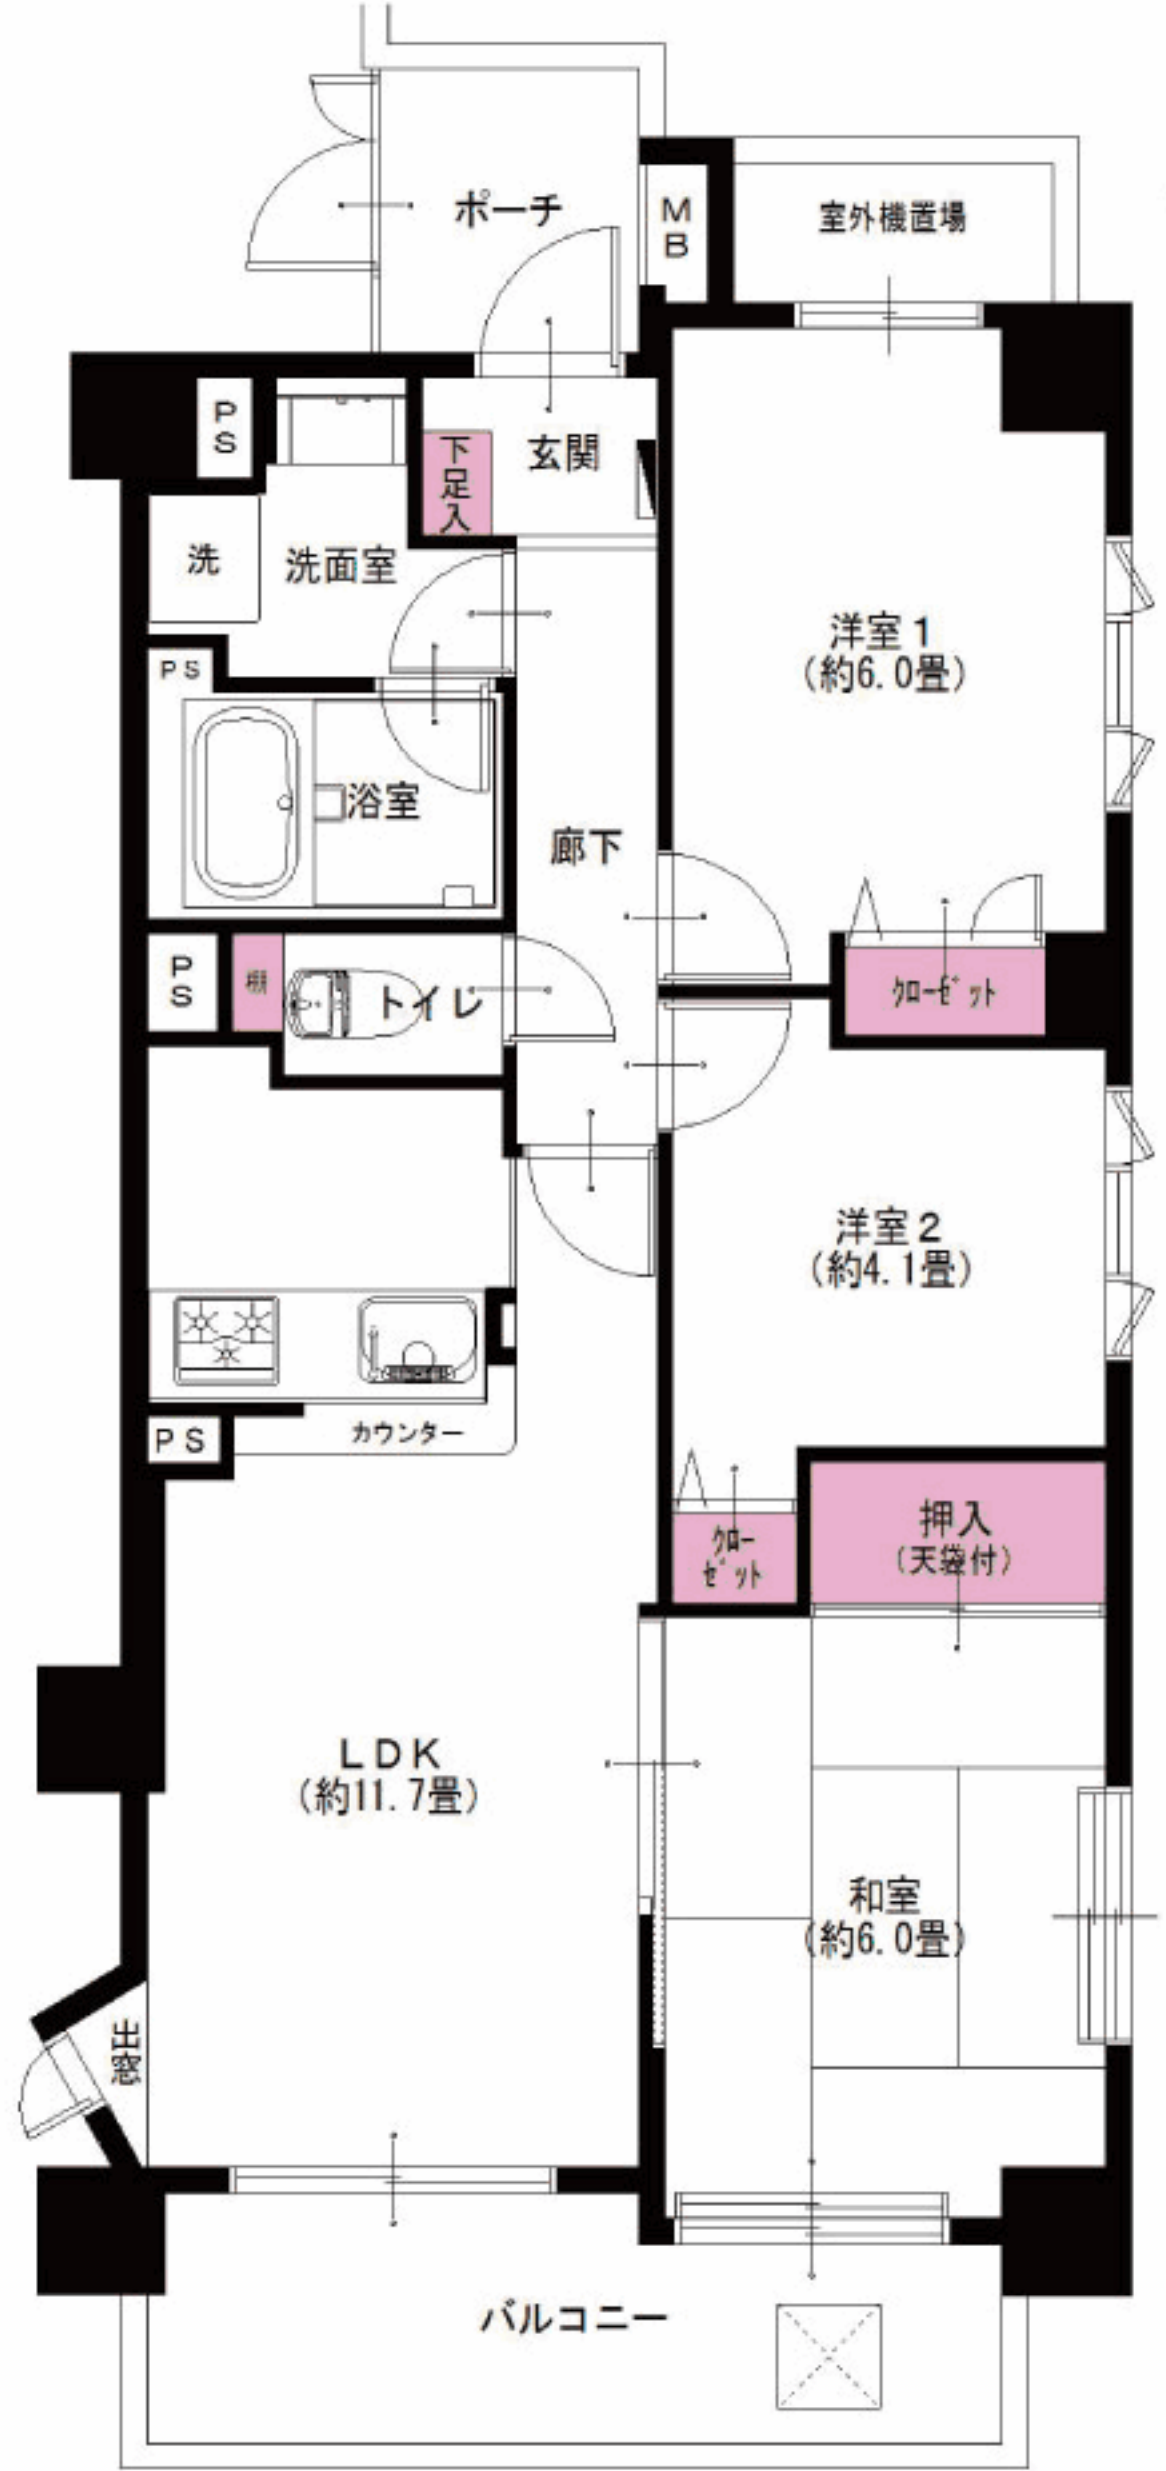 ポーチ
MB
室外機置場
PS
下足入
玄関
洗
洗面室
洋室1
(約6.0畳)
PS
浴室
廊下
PS
棚
トイレ
クローゼット
洋室2
(約4.1畳)
カウンター
PS
クロー
ゼット
押入
(天袋付)
LDK
(約11.7畳)
和室
(約6.0畳)
出窓
バルコニー